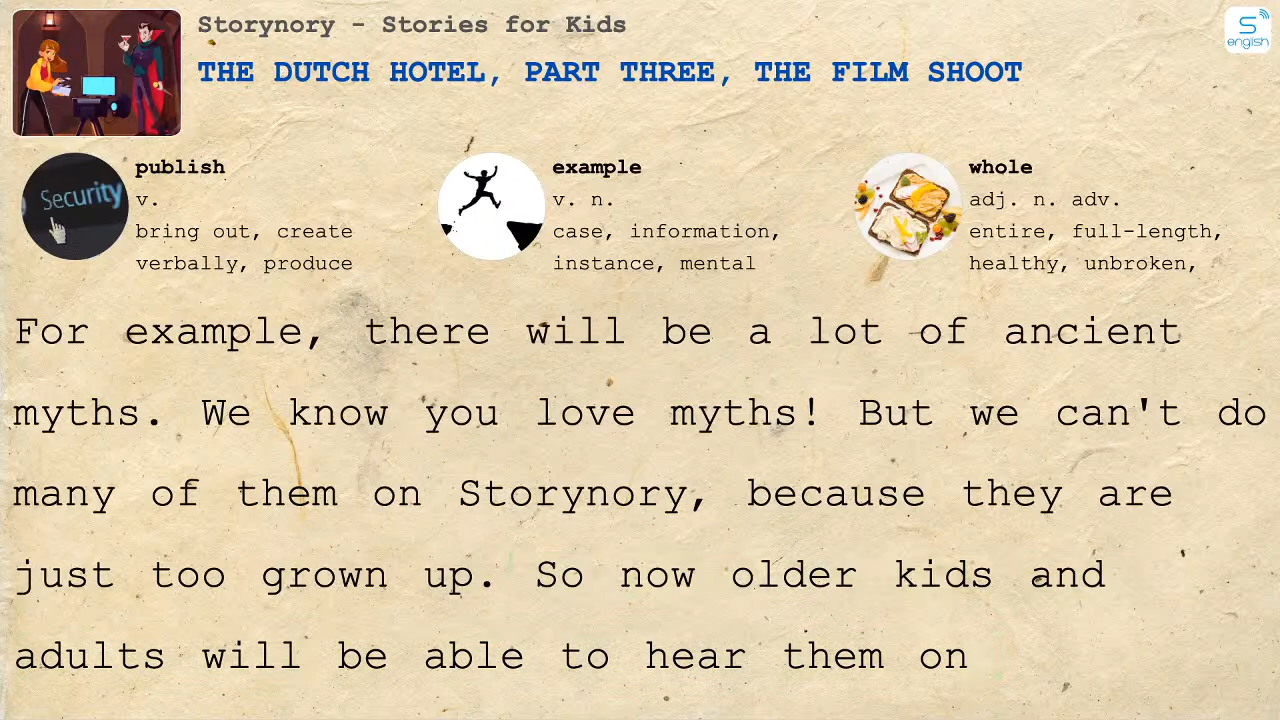 Storynory - Stories for Kids
THE DUTCH HOTEL, PART THREE, THE FILM SHOOT
S
english
Security
publish
v.
bring out, create
verbally, produce
example
v. n.
case, information,
instance, mental
whole
adj. n. adv.
entire, full-length,
healthy, unbroken,
For example, there will be a lot of ancient
myths. We know you love myths! But we can't do
many of them on Storynory, because they are
just too grown up. So now older kids and
adults will be able to hear them on